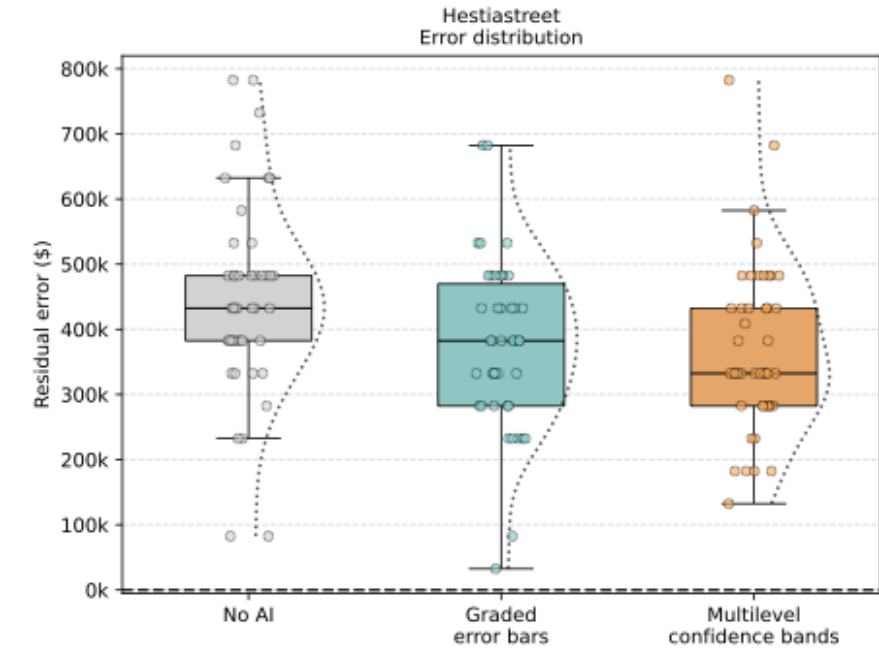 Hestiastreet
Error distribution
Residual error ($)
800k
700k
600k
500k
400k
300k
200k
100k
0k
No AI
Graded
error bars
Multilevel
confidence bands